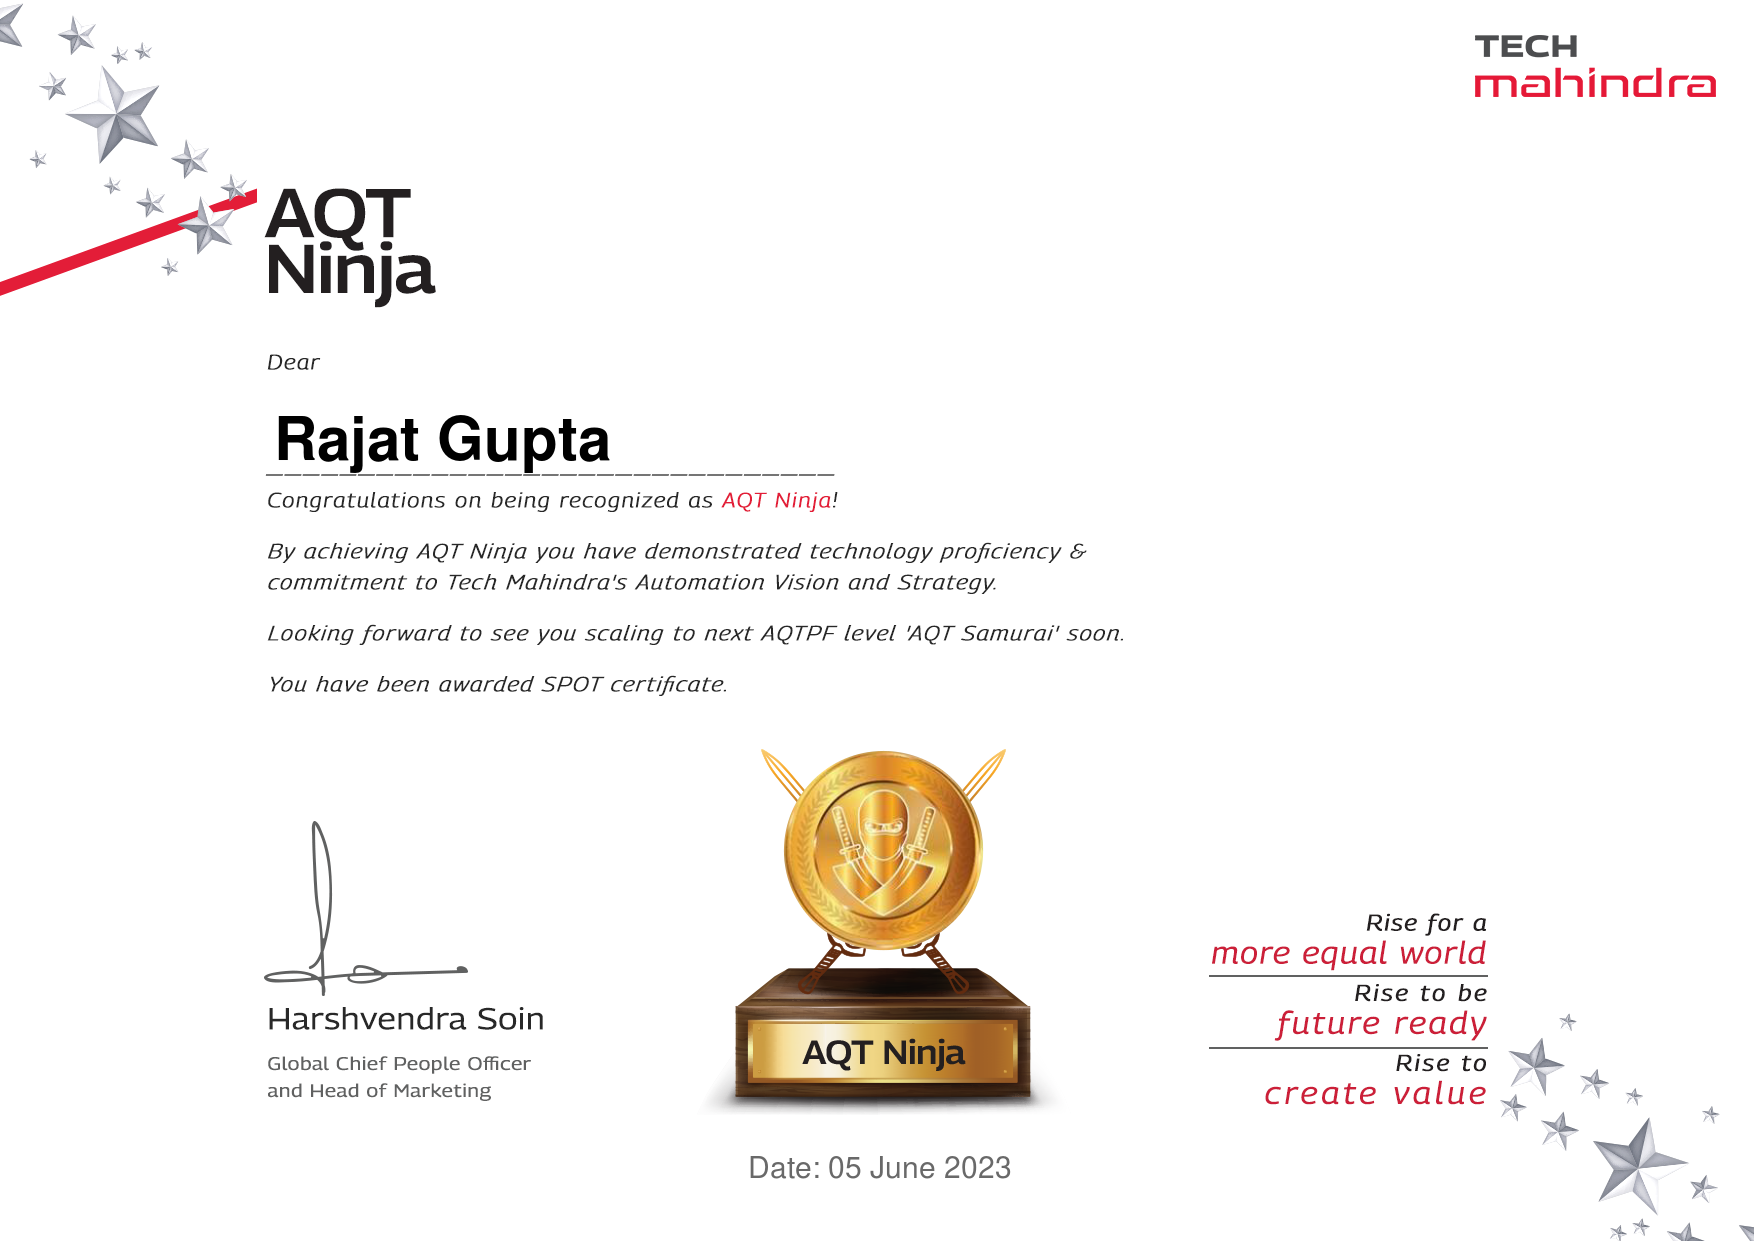 TECH
mahindra
AQT
Ninja
Dear
Rajat Gupta
Congratulations on being recognized as AQT Ninja!
By achieving AQT Ninja you have demonstrated technology proficiency &
commitment to Tech Mahindra's Automation Vision and Strategy.
Looking forward to see you scaling to next AQTPF level 'AQT Samurai' soon.
You have been awarded SPOT certificate.
Harshvendra Soin
Global Chief People Officer
and Head of Marketing
AQT Ninja
Rise for a
more equal world
Rise to be
future ready
Rise to
create value
Date: 05 June 2023